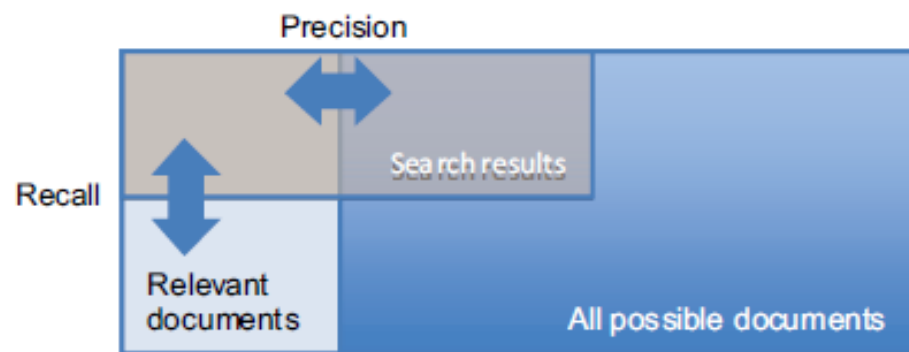 Precision
Search results
Recall
Relevant
documents
All possible documents